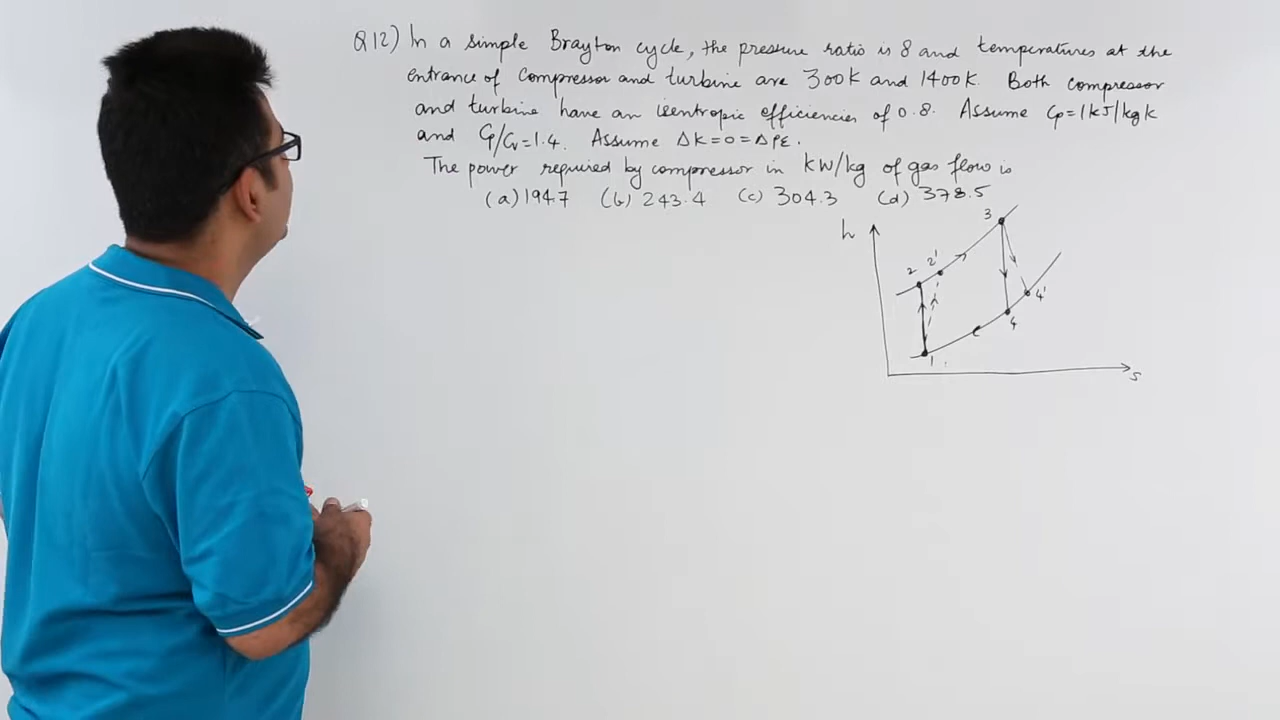 Q12) In a simple Brayton cycle, the pressure ratio is 8 and temperatures at the
entrance of compressor and turbine are 300K and 1400K. Both compressor
and turbine have an isentropic efficiencies of 0.8. Assume Cp=1kJ/kgk
and Cp/Cv=1.4. Assume ΔK=0=ΔPE.
The power required by compressor in kW/kg of gas flow is
(a) 194.7 (b) 243.4 (c) 304.3 (d) 378.5
3
h
2 2'
4'
4
1
s